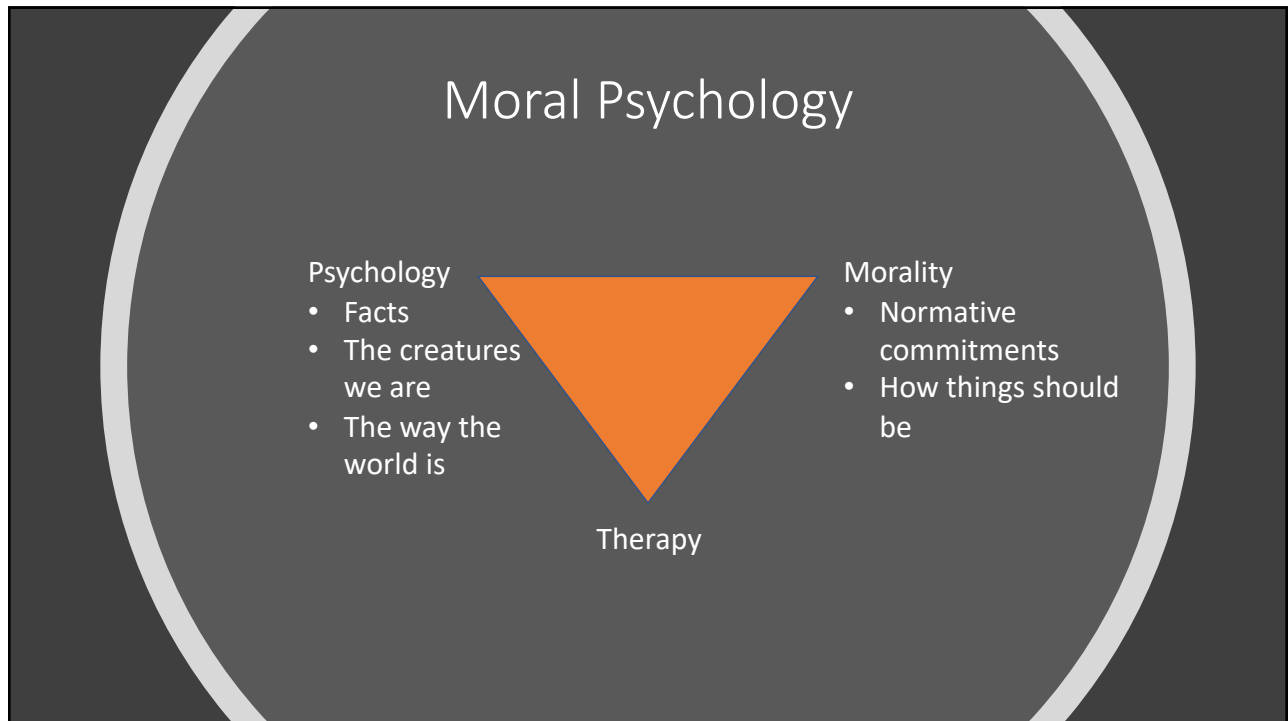 Moral Psychology
Psychology
• Facts
• The creatures
we are
• The way the
world is
Morality
• Normative
commitments
• How things should
be
Therapy